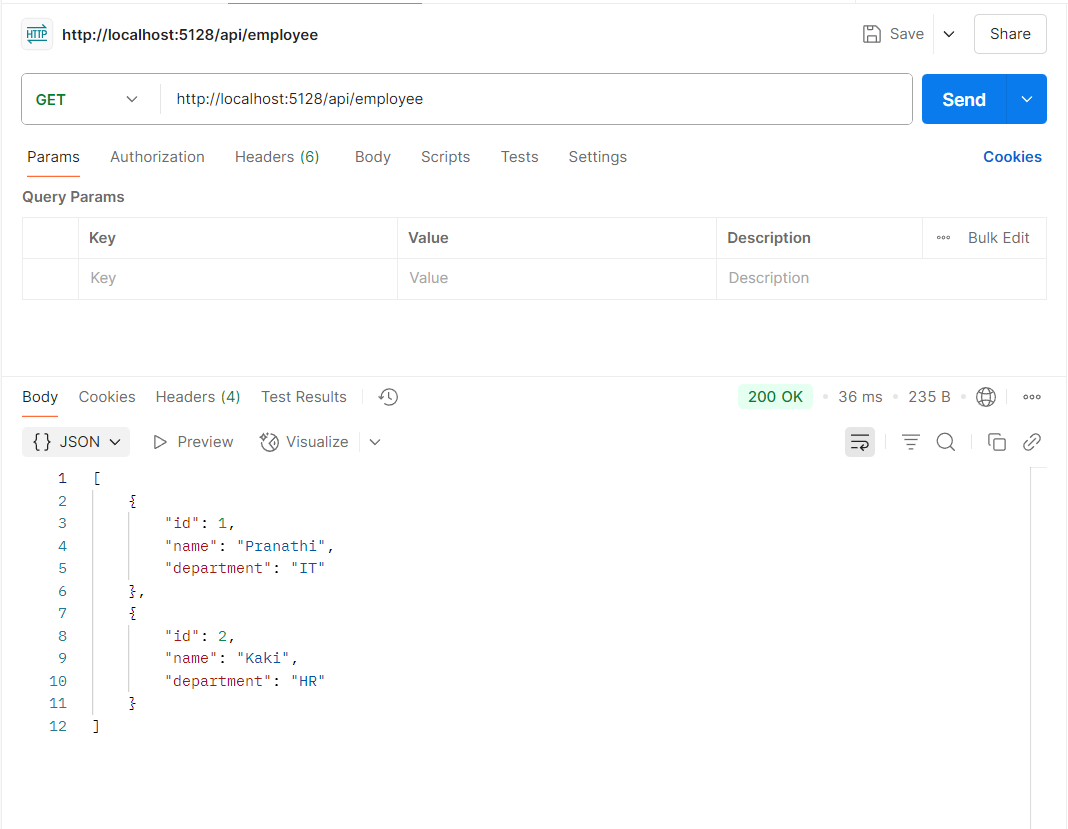 HTTP http://localhost:5128/api/employee Save Share
GET http://localhost:5128/api/employee Send
Params Authorization Headers (6) Body Scripts Tests Settings Cookies
Query Params
Key Value Description Bulk Edit
Key Value Description
Body Cookies Headers (4) Test Results 200 OK 36 ms 235 B
{} JSON Preview Visualize
1 [
2 {
3 "id": 1,
4 "name": "Pranathi",
5 "department": "IT"
6 },
7 {
8 "id": 2,
9 "name": "Kaki",
10 "department": "HR"
11 }
12 ]